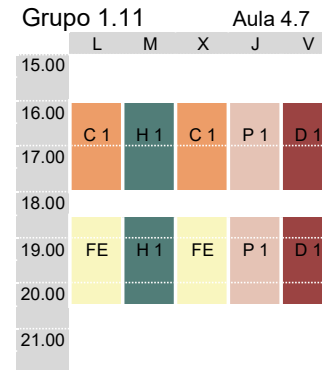 Grupo 1.11 Aula 4.7
L M X J V
15.00
16.00
C 1 H 1 C 1 P 1 D 1
17.00
18.00
19.00 FE H 1 FE P 1 D 1
20.00
21.00